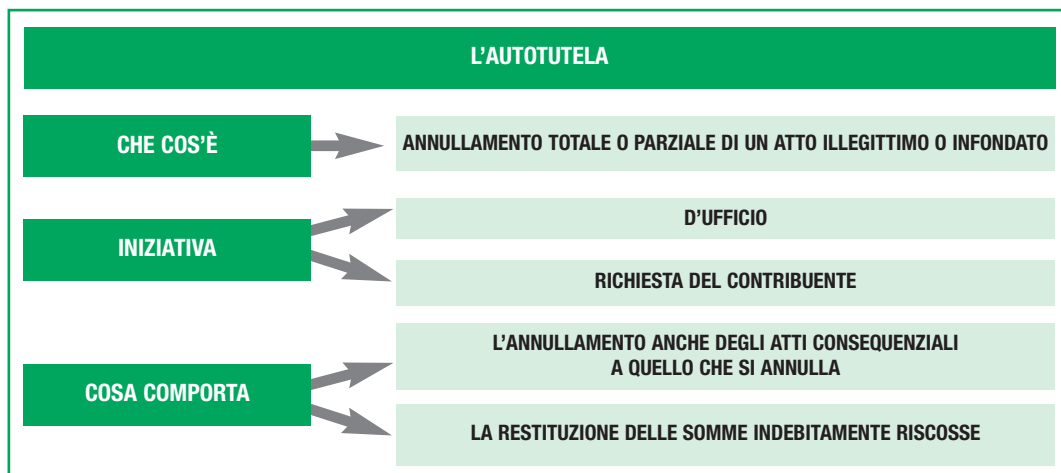 L'AUTOTUTELA
CHE COS'È
ANNULLAMENTO TOTALE O PARZIALE DI UN ATTO ILLEGITTIMO O INFONDATO
INIZIATIVA
D'UFFICIO
RICHIESTA DEL CONTRIBUENTE
COSA COMPORTA
L'ANNULLAMENTO ANCHE DEGLI ATTI CONSEQUENZIALI
A QUELLO CHE SI ANNULLA
LA RESTITUZIONE DELLE SOMME INDEBITAMENTE RISCOSSE